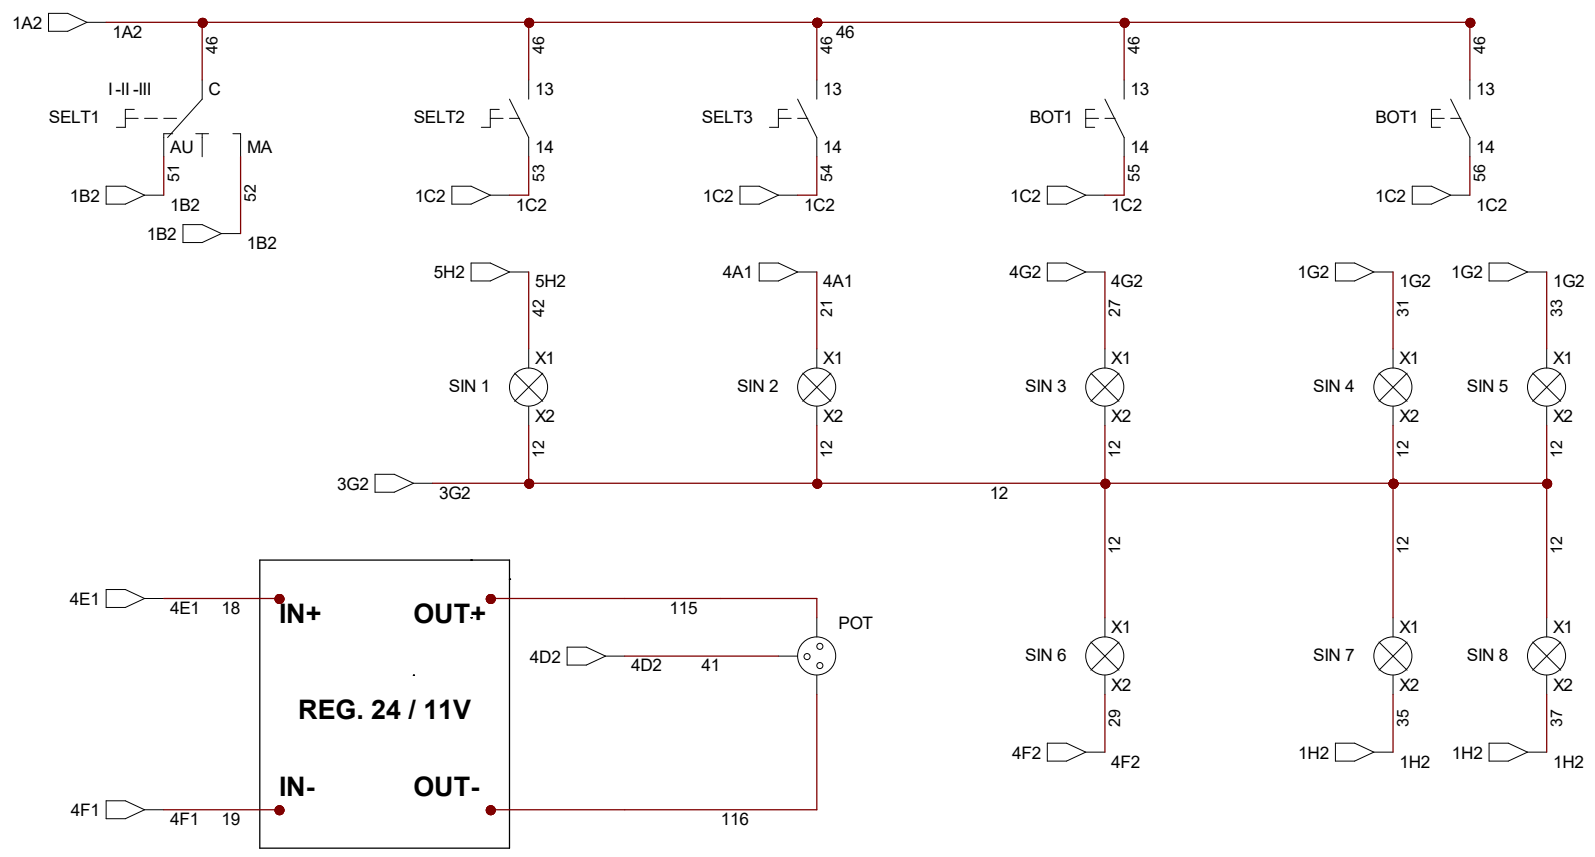 1A2 1A2 46
46 46 46 46 46
I -II -III C 13 13 13 13
SELT1 SELT2 SELT3 BOT1 BOT1
AU MA 14 14 14 14
51 52 53 54 55 56
1B2 1B2 1C2 1C2 1C2 1C2 1C2 1C2 1C2 1C2
1B2 1B2
5H2 5H2 4A1 4A1 4G2 4G2 1G2 1G2 1G2 1G2
42 21 27 31 33
X1 X1 X1 X1 X1
SIN 1 SIN 2 SIN 3 SIN 4 SIN 5
X2 X2 X2 X2 X2
12 12 12 12 12
3G2 3G2 12
12 12 12
4E1 4E1 18 IN+ OUT+ 115
POT X1 X1 X1
4D2 4D2 41 SIN 6 SIN 7 SIN 8
X2 X2 X2
REG. 24 / 11V 29 35 37
4F2 4F2 1H2 1H2 1H2 1H2
IN- OUT-
4F1 4F1 19 116